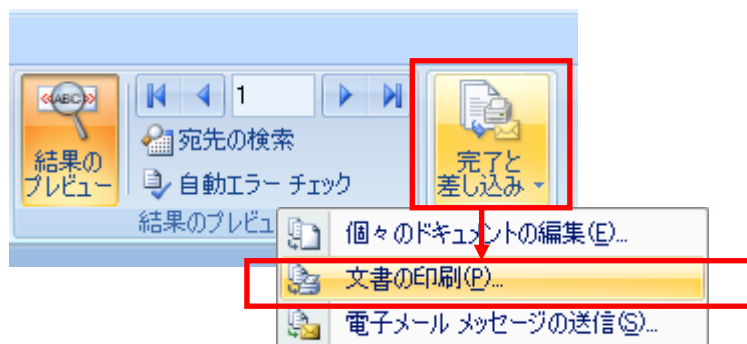 «ABC»
結果の
プレビュー
1
宛先の検索
自動エラー チェック
結果のプレビュ
完了と
差し込み
個々のドキュメントの編集(E)...
文書の印刷(P)...
電子メール メッセージの送信(S)...